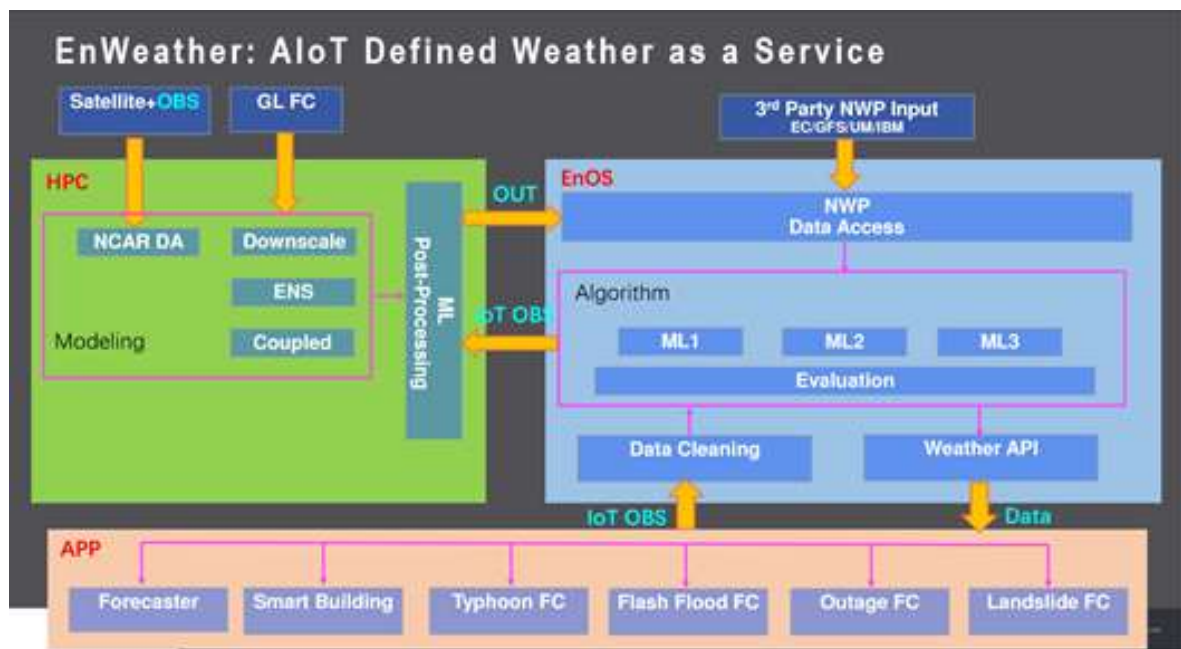 EnWeather: AIoT Defined Weather as a Service
Satellite+OBS
GL FC
3rd Party NWP Input
EC/GFS/UM/IBM
HPC
NCAR DA
Downscale
ENS
Modeling
Coupled
ML
Post-Processing
OUT
IoT OBS
EnOS
NWP
Data Access
Algorithm
ML1
ML2
ML3
Evaluation
Data Cleaning
Weather API
IoT OBS
Data
APP
Forecaster
Smart Building
Typhoon FC
Flash Flood FC
Outage FC
Landslide FC